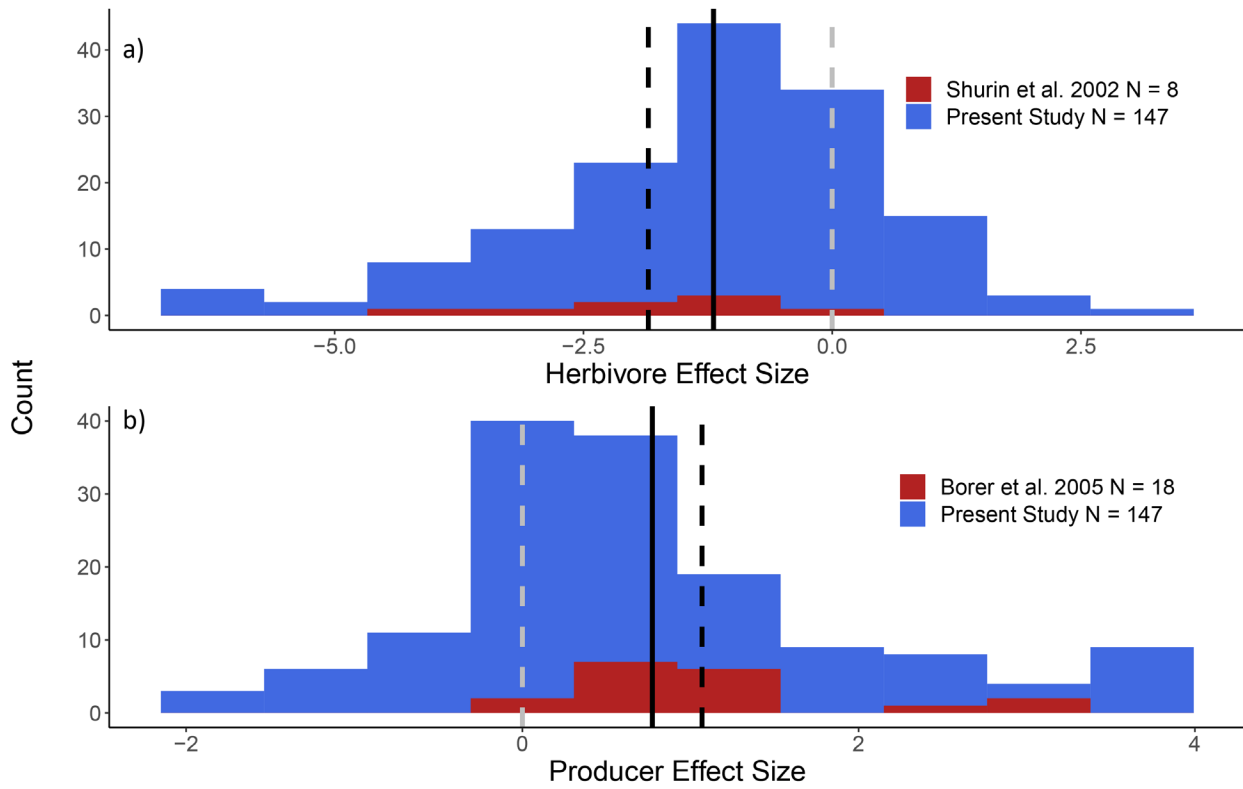 a)
40
30
20
10
0
Shurin et al. 2002 N = 8
Present Study N = 147
−5.0 −2.5 0.0 2.5
Herbivore Effect Size
Count
b)
40
30
20
10
0
Borer et al. 2005 N = 18
Present Study N = 147
−2 0 2 4
Producer Effect Size